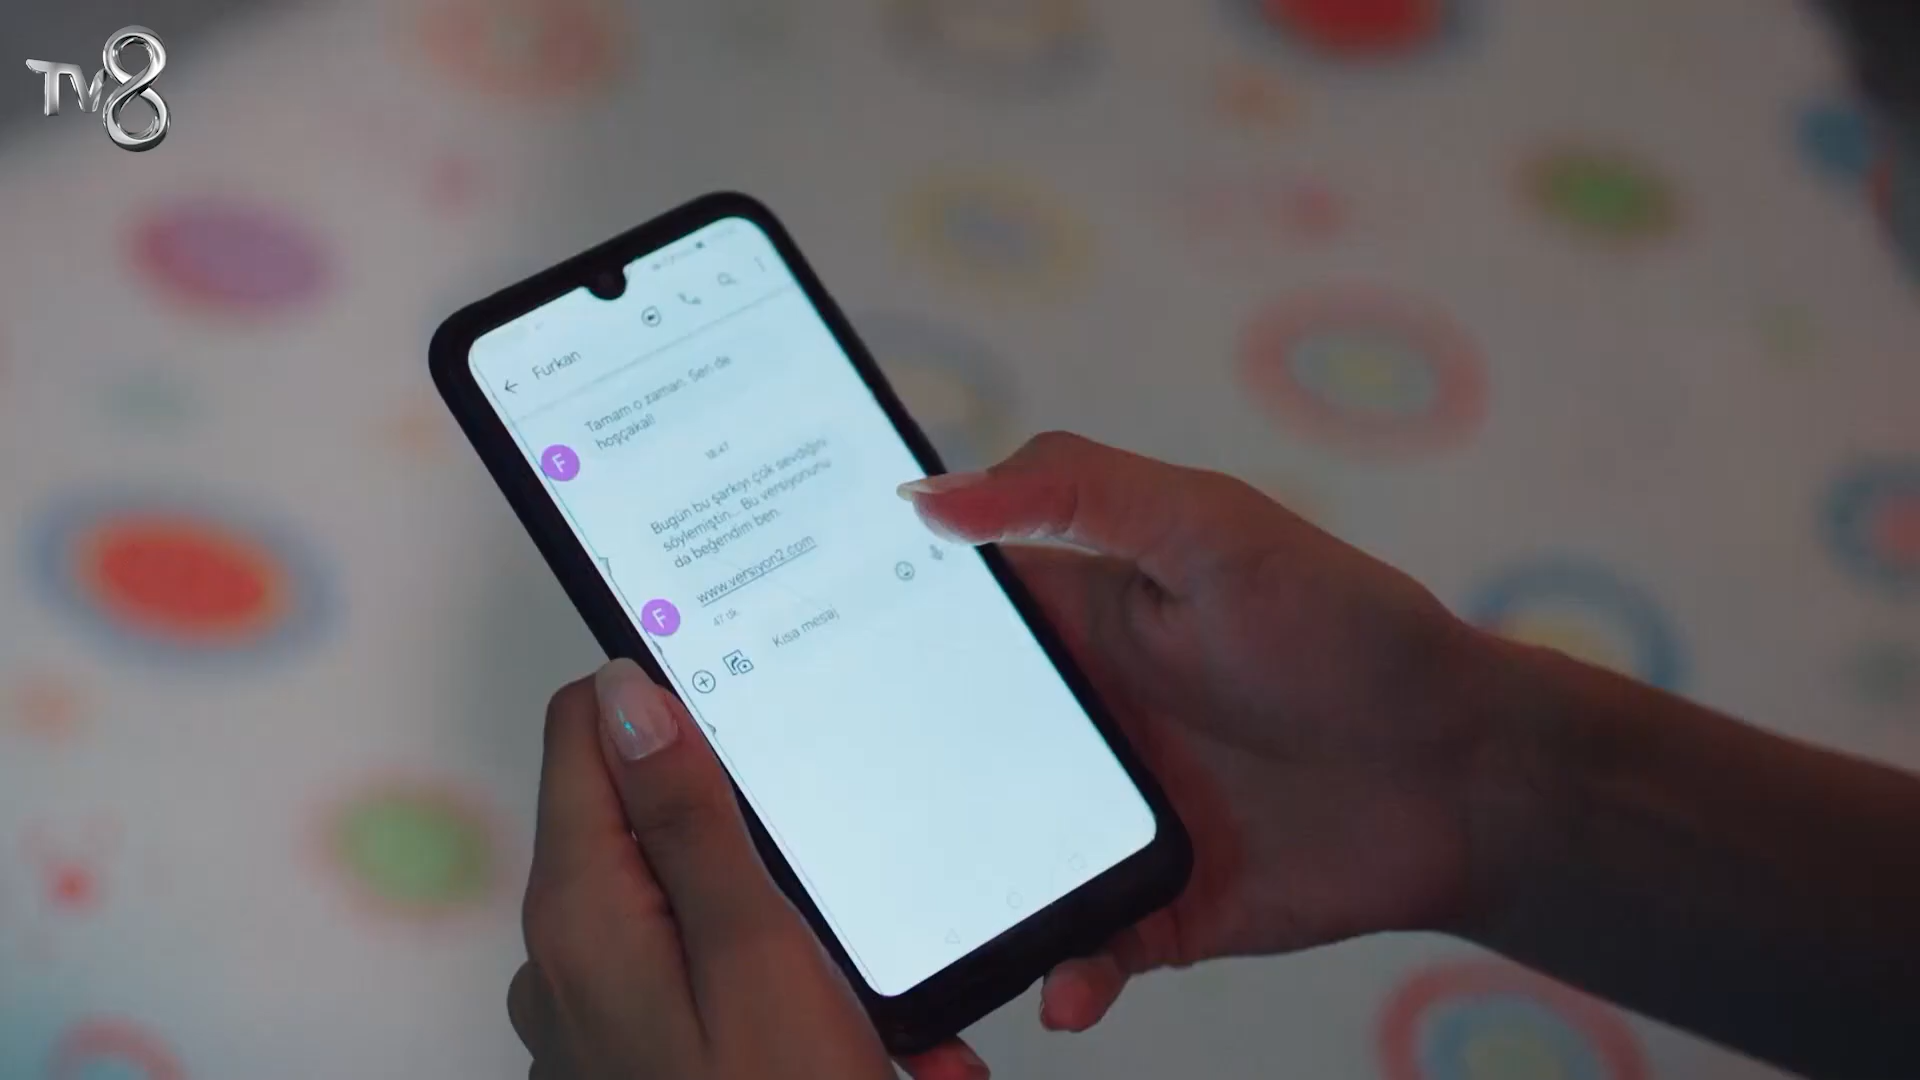 TV8
Furkan
Tamam o zaman. Sen de
hoşçakal!
18:47
F
Bugün bu şarkıyı çok sevdiğini
söylemiştin... Bu versiyonunu
da beğendim ben.
www.versiyon2.com
F
47 dk
Kısa mesaj